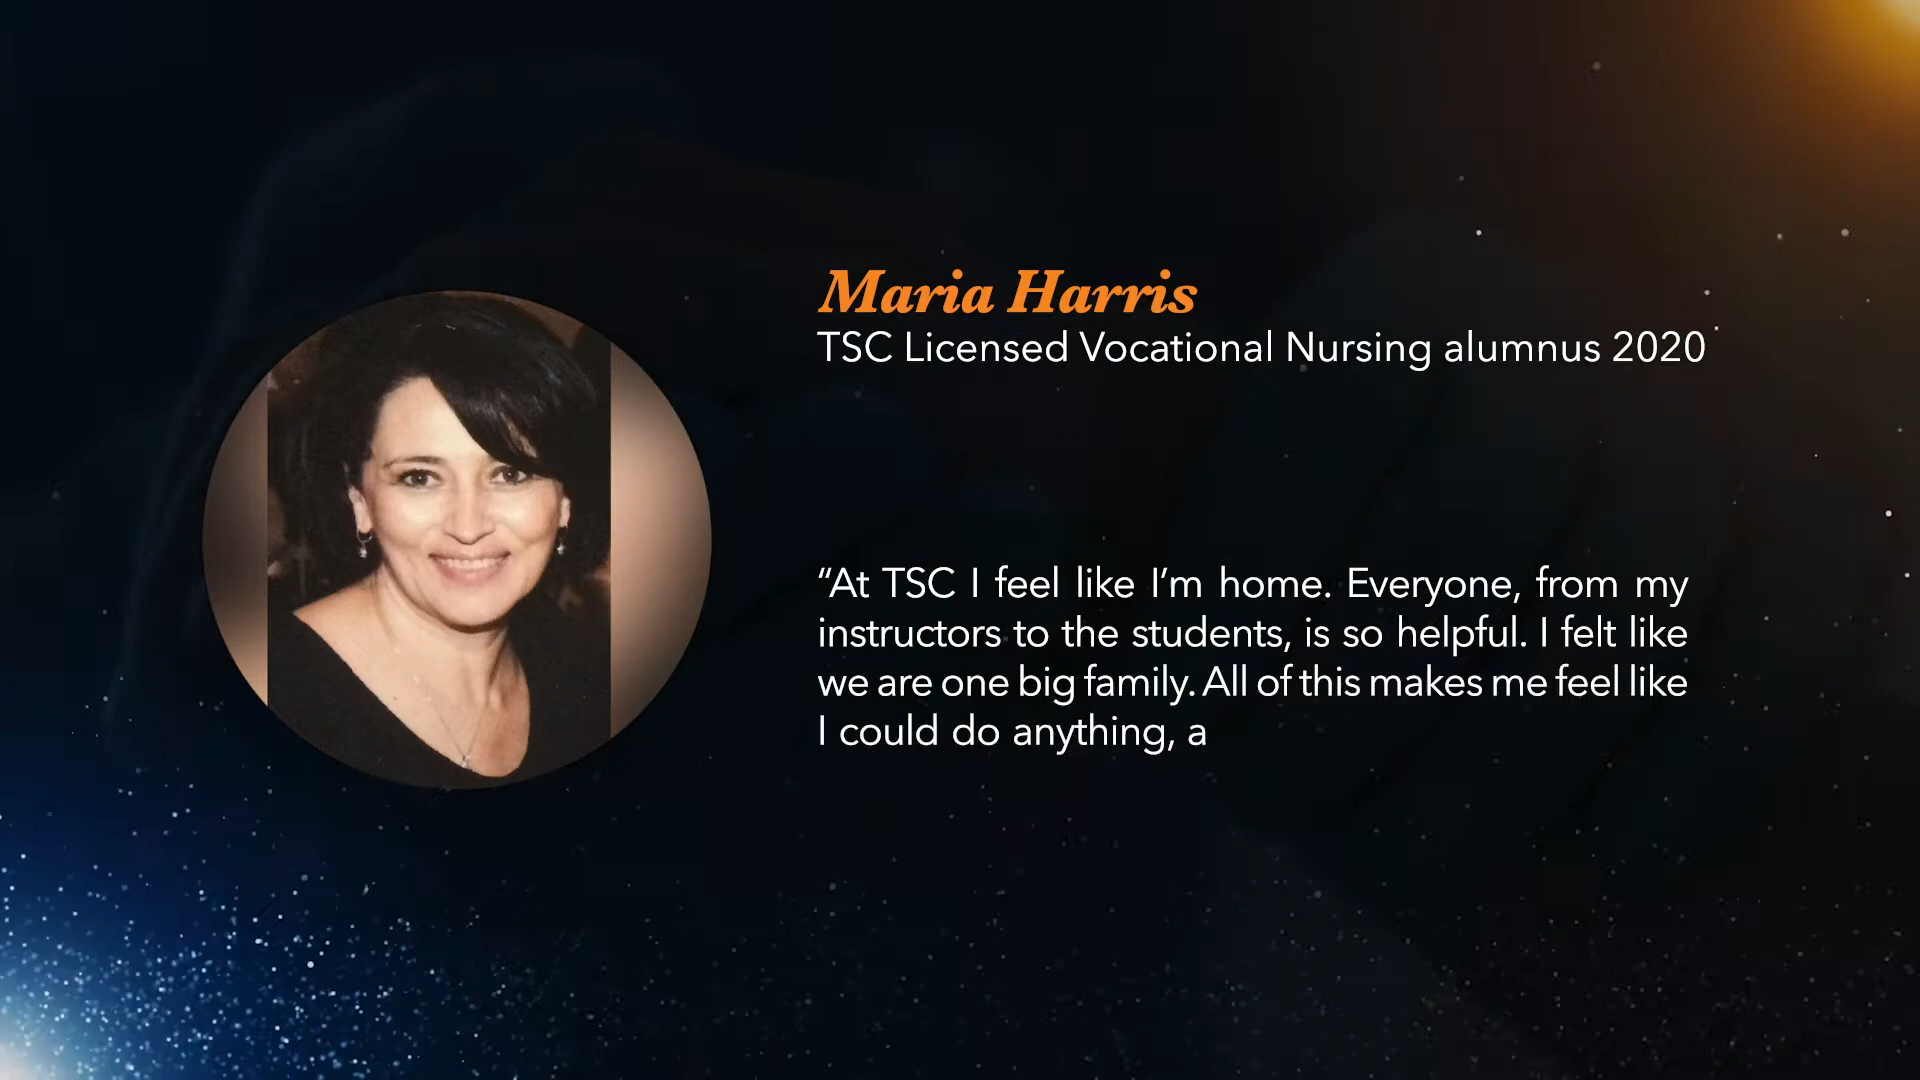 Maria Harris
TSC Licensed Vocational Nursing alumnus 2020
“At TSC I feel like I’m home. Everyone, from my
instructors to the students, is so helpful. I felt like
we are one big family. All of this makes me feel like
I could do anything, a